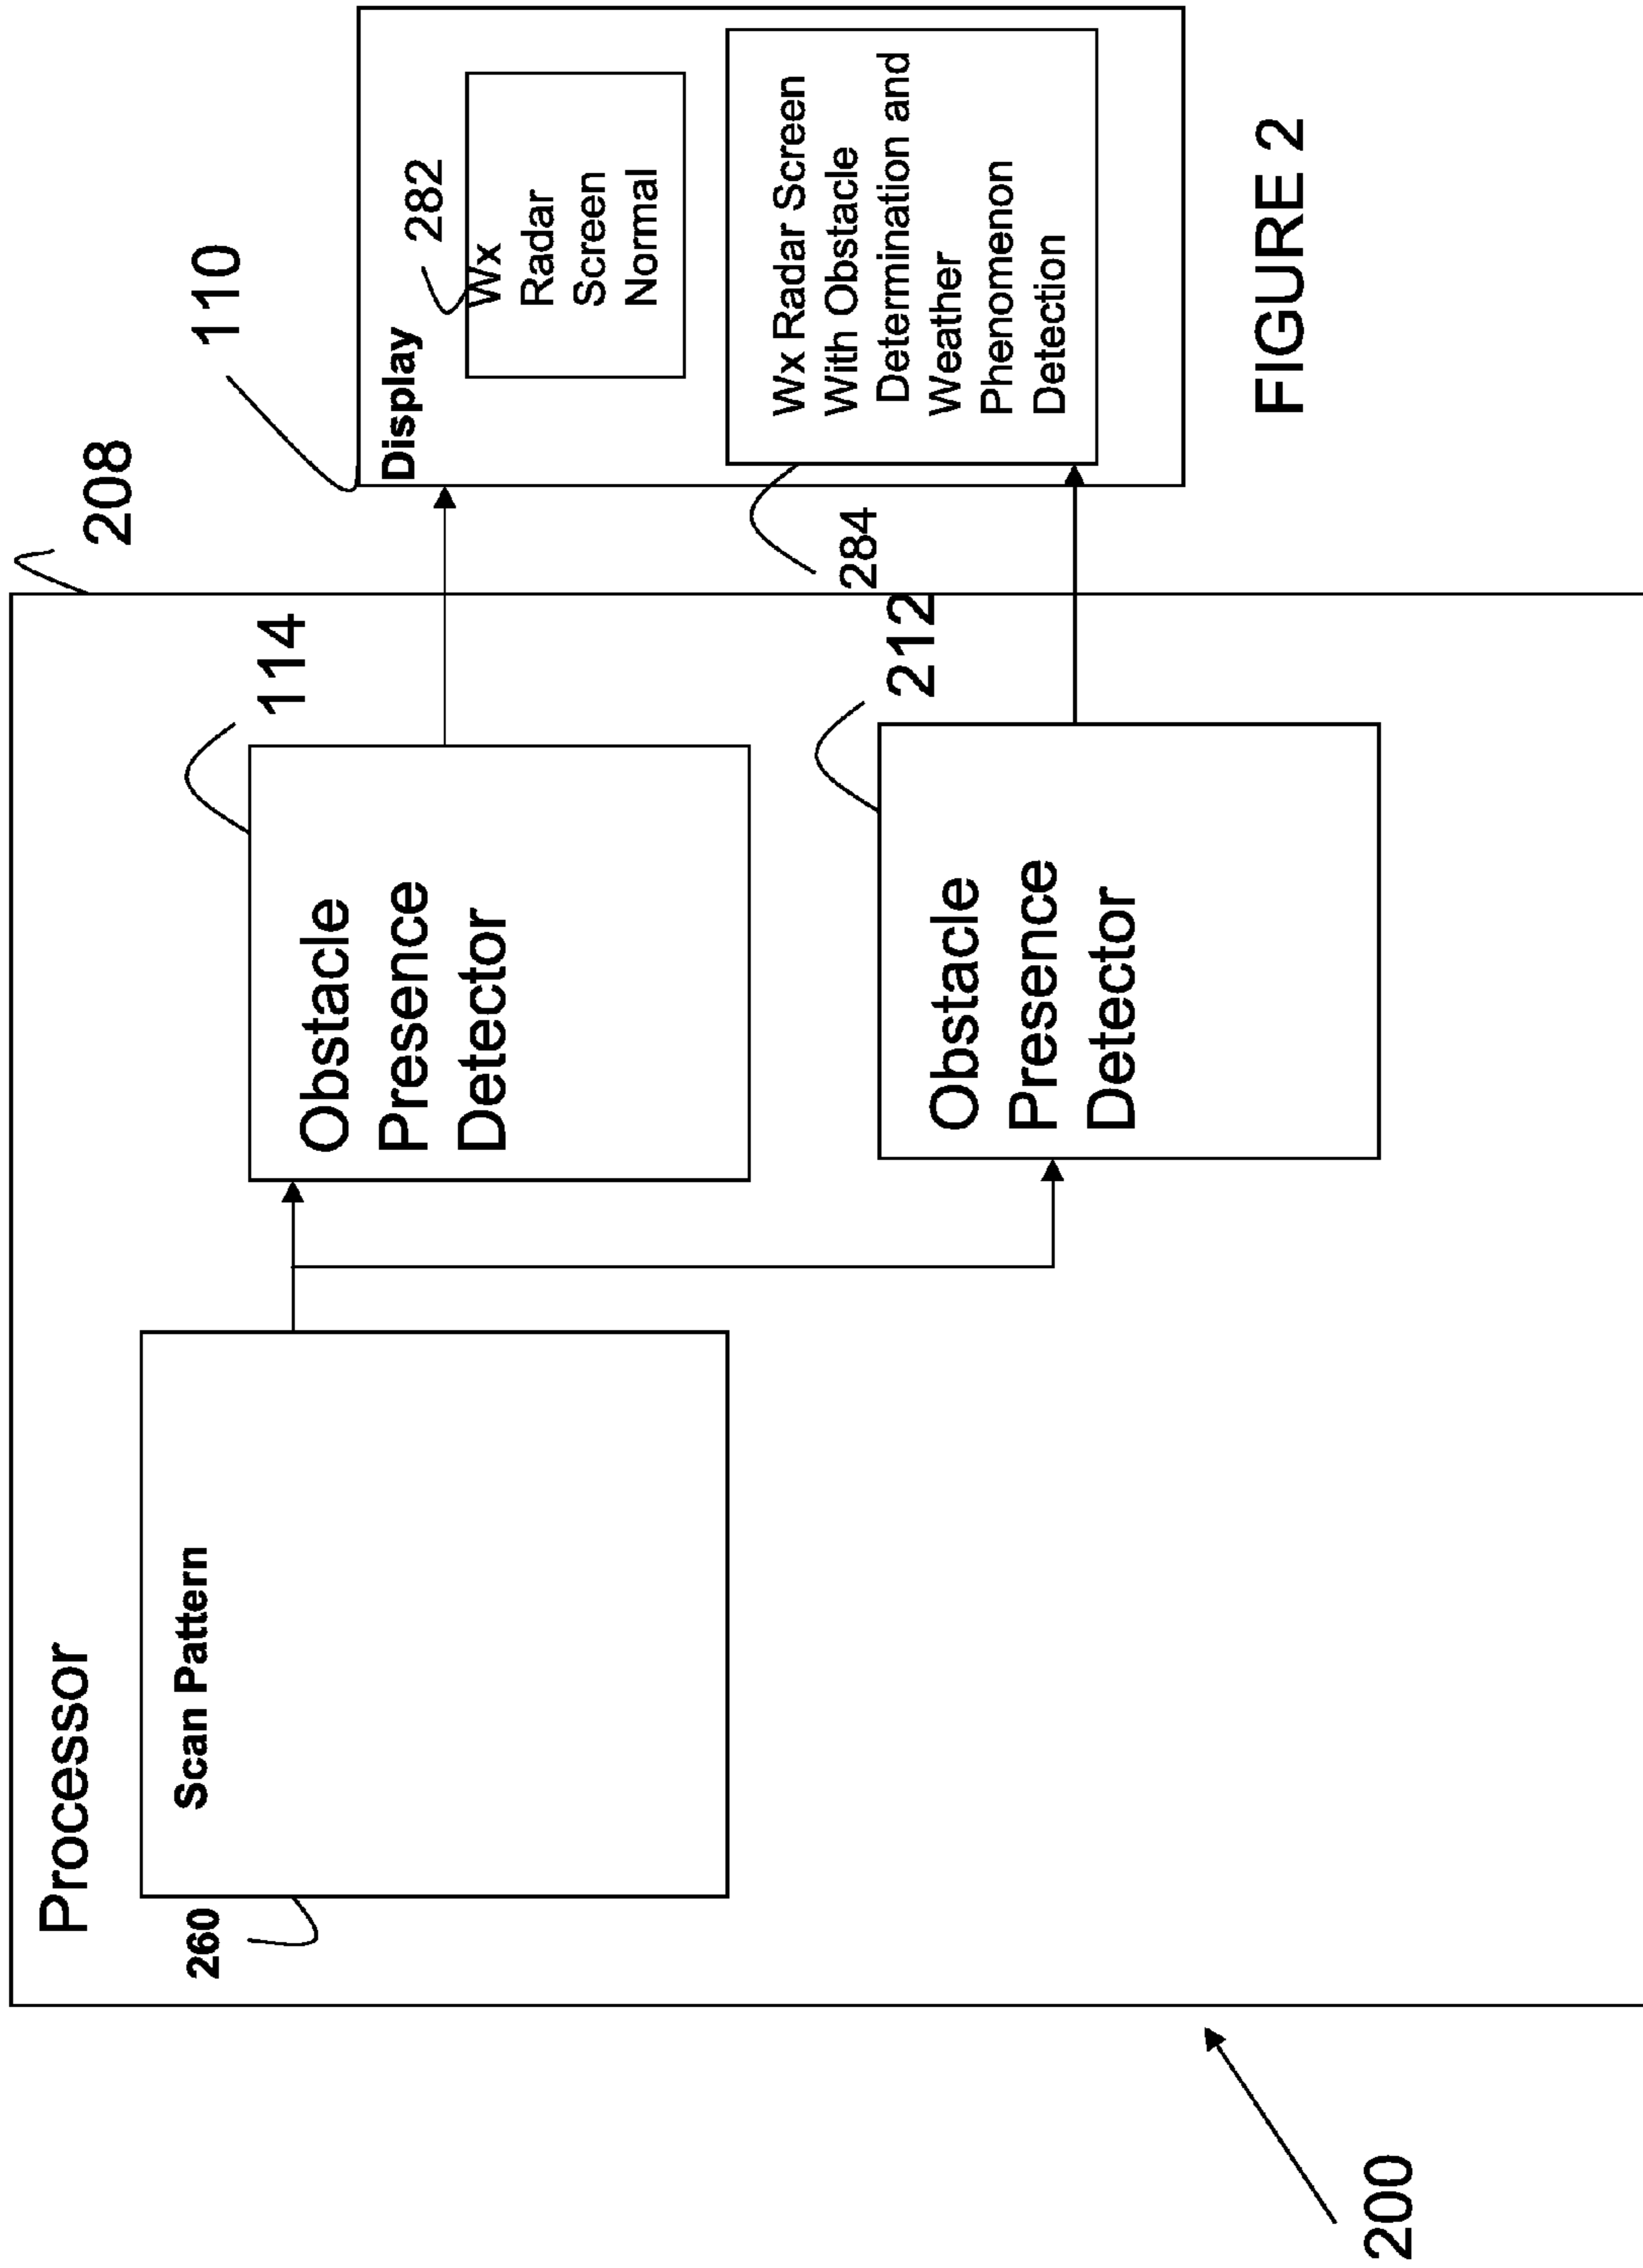 Processor
208
260
Scan Pattern
114
Obstacle
Presence
Detector
212
Obstacle
Presence
Detector
110
Display
282
Wx
Radar
Screen
Normal
284
Wx Radar Screen
With Obstacle
Determination and
Weather
Phenomenon
Detection
200
FIGURE 2